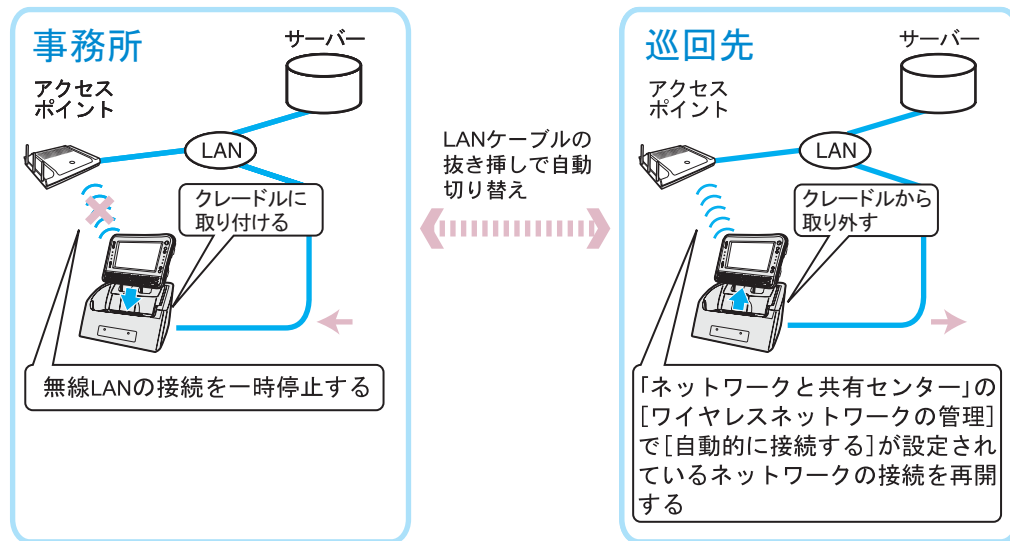 事務所
サーバー
アクセス
ポイント
LAN
クレードルに
取り付ける
無線LANの接続を一時停止する
LANケーブルの
抜き挿しで自動
切り替え
巡回先
サーバー
アクセス
ポイント
LAN
クレードルから
取り外す
「ネットワークと共有センター」の
[ワイヤレスネットワークの管理]
で[自動的に接続する]が設定され
ているネットワークの接続を再開
する